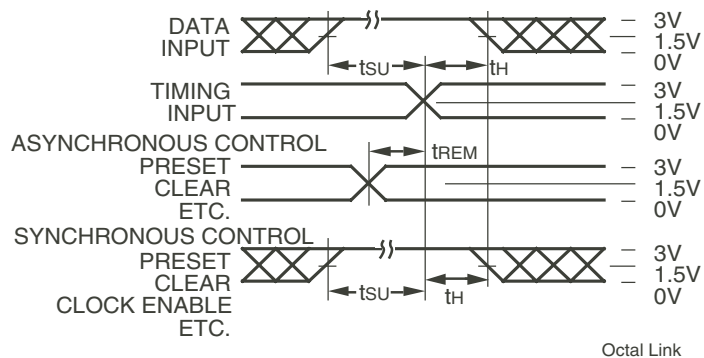 DATA INPUT
3V
1.5V
0V
tSU
tH
TIMING INPUT
3V
1.5V
0V
ASYNCHRONOUS CONTROL
tREM
PRESET
CLEAR
ETC.
3V
1.5V
0V
SYNCHRONOUS CONTROL
PRESET
CLEAR
CLOCK ENABLE
ETC.
3V
1.5V
0V
tSU
tH
Octal Link